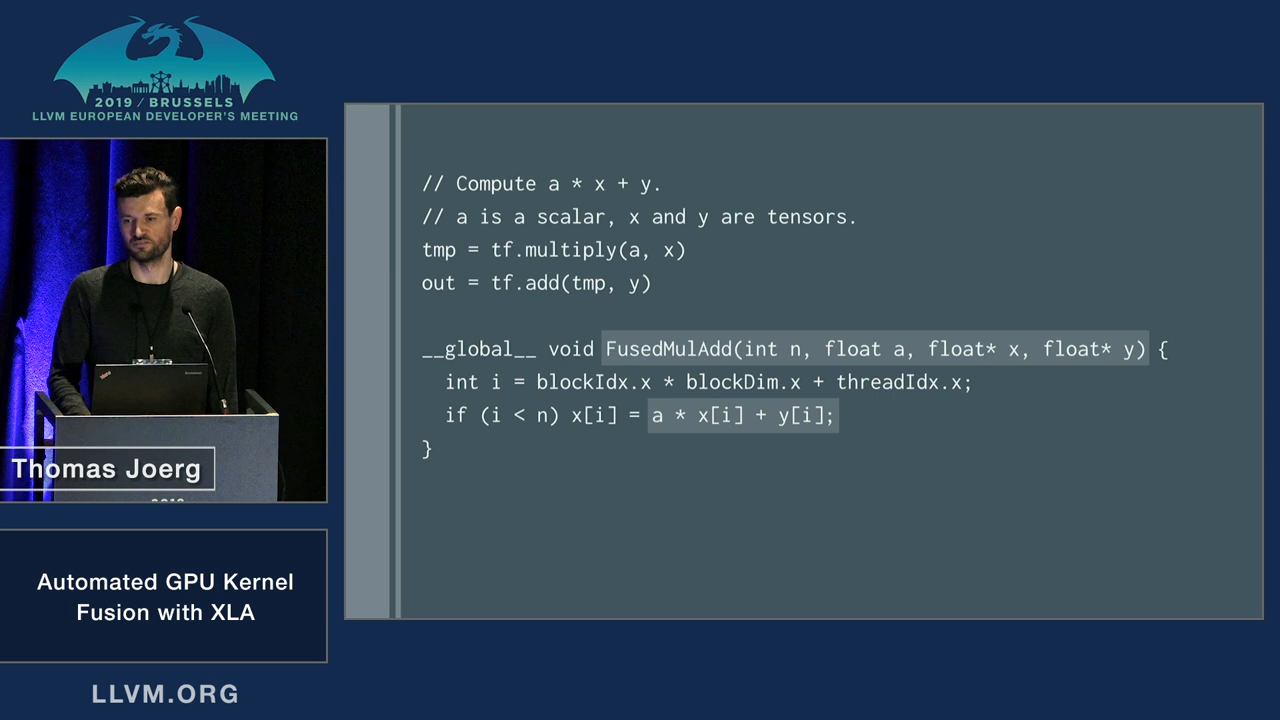 2019 / BRUSSELS
LLVM EUROPEAN DEVELOPER'S MEETING
// Compute a * x + y.
// a is a scalar, x and y are tensors.
tmp = tf.multiply(a, x)
out = tf.add(tmp, y)
__global__ void FusedMulAdd(int n, float a, float* x, float* y) {
int i = blockIdx.x * blockDim.x + threadIdx.x;
if (i < n) x[i] = a * x[i] + y[i];
}
Thomas Joerg
Automated GPU Kernel
Fusion with XLA
LLVM.ORG